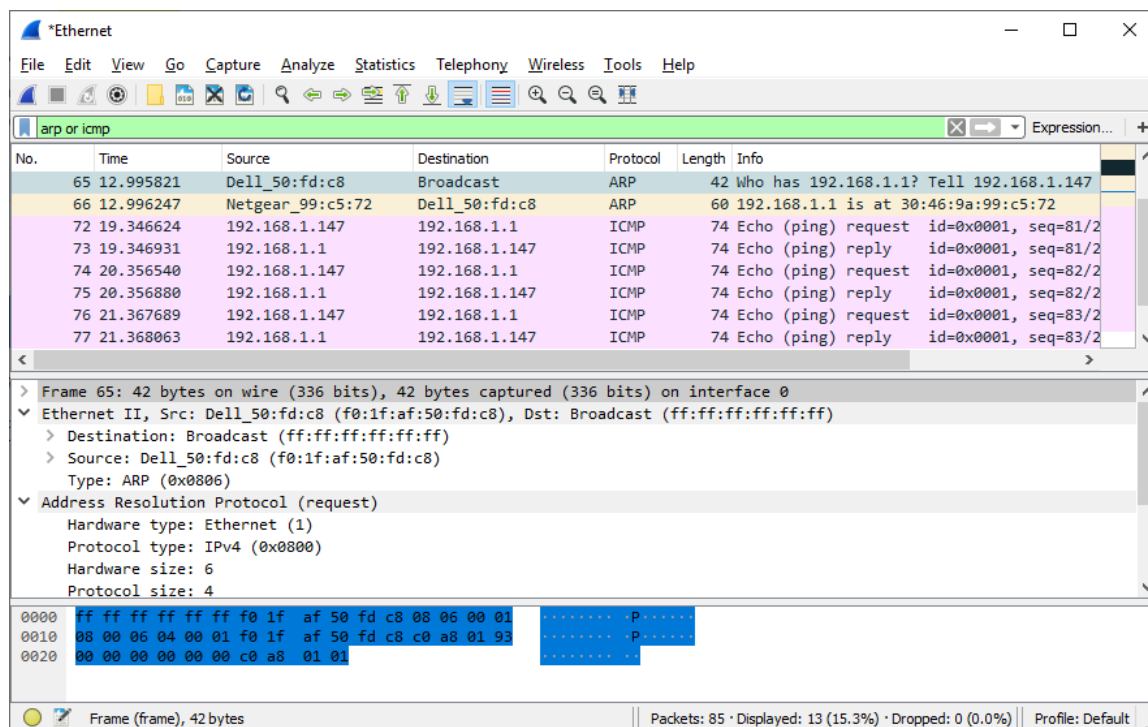 *Ethernet
File Edit View Go Capture Analyze Statistics Telephony Wireless Tools Help
arp or icmp Expression... +
No. Time Source Destination Protocol Length Info
65 12.995821 Dell_50:fd:c8 Broadcast ARP 42 Who has 192.168.1.1? Tell 192.168.1.147
66 12.996247 Netgear_99:c5:72 Dell_50:fd:c8 ARP 60 192.168.1.1 is at 30:46:9a:99:c5:72
72 19.346624 192.168.1.147 192.168.1.1 ICMP 74 Echo (ping) request id=0x0001, seq=81/2
73 19.346931 192.168.1.1 192.168.1.147 ICMP 74 Echo (ping) reply id=0x0001, seq=81/2
74 20.356540 192.168.1.147 192.168.1.1 ICMP 74 Echo (ping) request id=0x0001, seq=82/2
75 20.356880 192.168.1.1 192.168.1.147 ICMP 74 Echo (ping) reply id=0x0001, seq=82/2
76 21.367689 192.168.1.147 192.168.1.1 ICMP 74 Echo (ping) request id=0x0001, seq=83/2
77 21.368063 192.168.1.1 192.168.1.147 ICMP 74 Echo (ping) reply id=0x0001, seq=83/2
Frame 65: 42 bytes on wire (336 bits), 42 bytes captured (336 bits) on interface 0
Ethernet II, Src: Dell_50:fd:c8 (f0:1f:af:50:fd:c8), Dst: Broadcast (ff:ff:ff:ff:ff:ff)
Destination: Broadcast (ff:ff:ff:ff:ff:ff)
Source: Dell_50:fd:c8 (f0:1f:af:50:fd:c8)
Type: ARP (0x0806)
Address Resolution Protocol (request)
Hardware type: Ethernet (1)
Protocol type: IPv4 (0x0800)
Hardware size: 6
Protocol size: 4
0000 ff ff ff ff ff ff f0 1f af 50 fd c8 08 06 00 01 ········ ·P······
0010 08 00 06 04 00 01 f0 1f af 50 fd c8 c0 a8 01 93 ········ ·P······
0020 00 00 00 00 00 00 c0 a8 01 01 ········ ··
Frame (frame), 42 bytes Packets: 85 · Displayed: 13 (15.3%) · Dropped: 0 (0.0%) Profile: Default